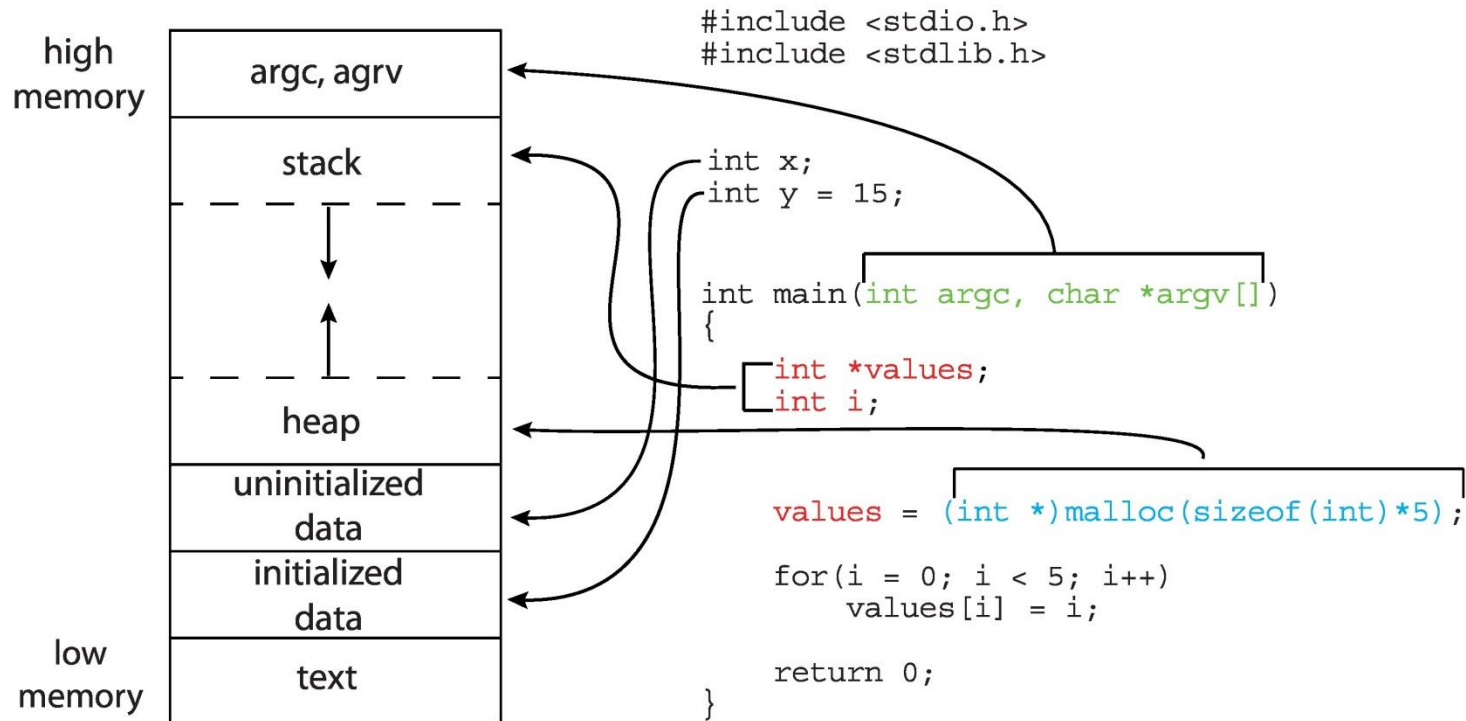 high
memory
argc, agrv
stack
heap
uninitialized
data
initialized
data
text
low
memory
#include <stdio.h>
#include <stdlib.h>
int x;
int y = 15;
int main(int argc, char *argv[])
{
int *values;
int i;
values = (int *)malloc(sizeof(int)*5);
for(i = 0; i < 5; i++)
values[i] = i;
return 0;
}